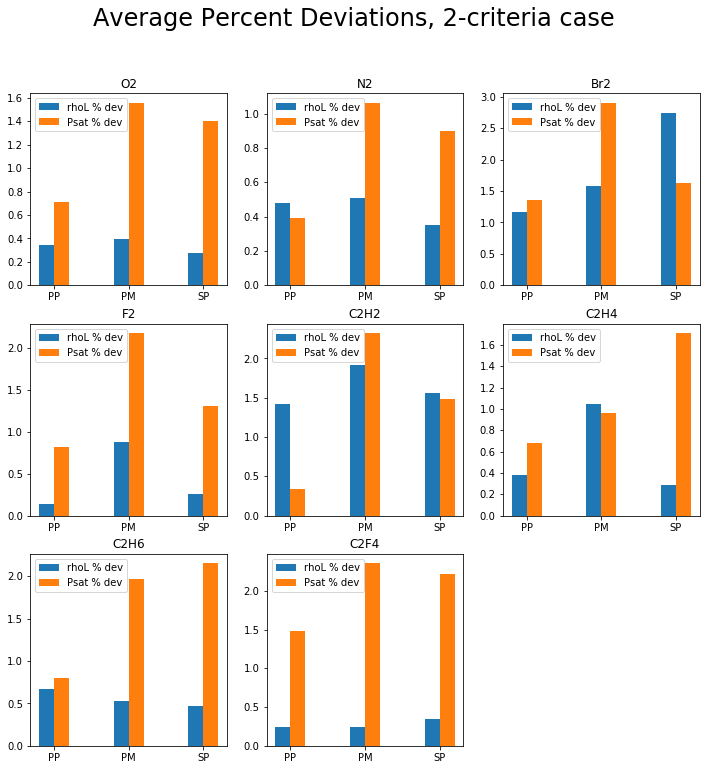 Average Percent Deviations, 2-criteria case
O2
N2
Br2
1.6
1.4
1.2
1.0
0.8
0.6
0.4
0.2
0.0
rhoL % dev
Psat % dev
PP PM SP
1.0
0.8
0.6
0.4
0.2
0.0
rhoL % dev
Psat % dev
PP PM SP
3.0
2.5
2.0
1.5
1.0
0.5
0.0
rhoL % dev
Psat % dev
PP PM SP
F2
C2H2
C2H4
2.0
1.5
1.0
0.5
0.0
rhoL % dev
Psat % dev
PP PM SP
2.0
1.5
1.0
0.5
0.0
rhoL % dev
Psat % dev
PP PM SP
1.6
1.4
1.2
1.0
0.8
0.6
0.4
0.2
0.0
rhoL % dev
Psat % dev
PP PM SP
C2H6
C2F4
2.0
1.5
1.0
0.5
0.0
rhoL % dev
Psat % dev
PP PM SP
2.0
1.5
1.0
0.5
0.0
rhoL % dev
Psat % dev
PP PM SP